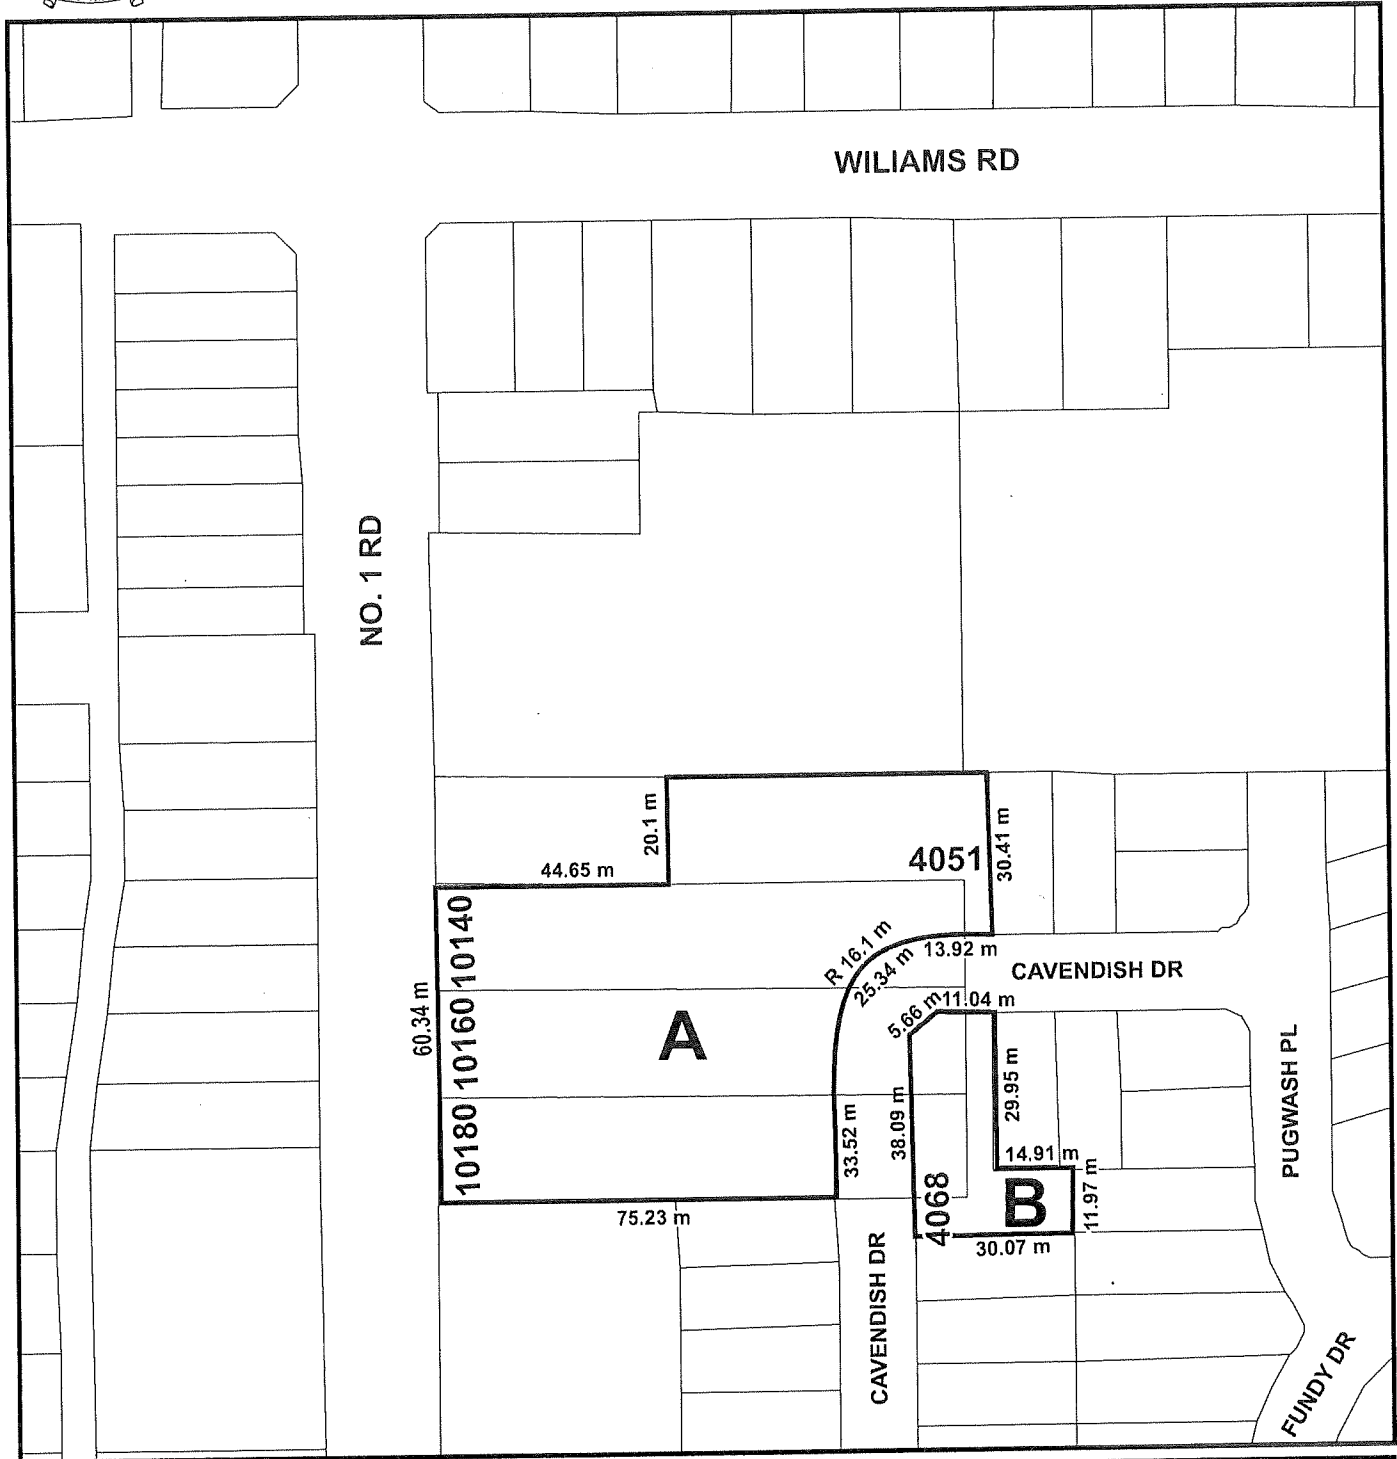 WILIAMS RD
NO. 1 RD
20.1 m
44.65 m
4051
30.41 m
10140
R 16.1 m
25.34 m
13.92 m
CAVENDISH DR
11.04 m
5.66 m
60.34 m
10160
A
29.95 m
PUGWASH PL
10180
33.52 m
38.09 m
14.91 m
4068
B
11.97 m
75.23 m
30.07 m
CAVENDISH DR
FUNDY DR